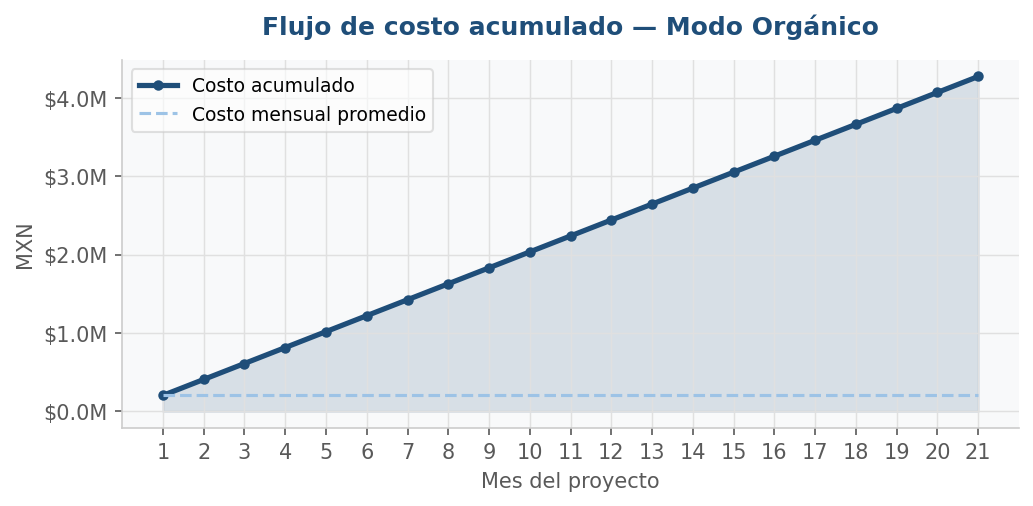 Flujo de costo acumulado — Modo Orgánico
Costo acumulado
Costo mensual promedio
$4.0M
$3.0M
$2.0M
$1.0M
$0.0M
MXN
1 2 3 4 5 6 7 8 9 10 11 12 13 14 15 16 17 18 19 20 21
Mes del proyecto